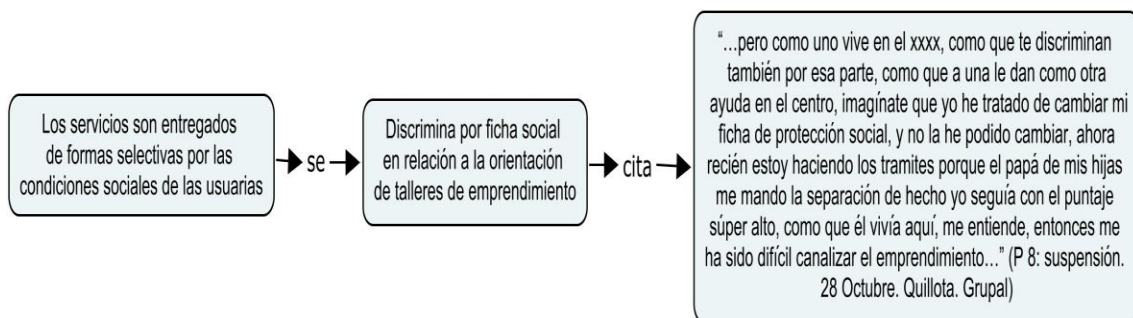 Los servicios son entregados
de formas selectivas por las
condiciones sociales de las usuarias
se
Discrimina por ficha social
en relación a la orientación
de talleres de emprendimiento
cita
“…pero como uno vive en el xxxx, como que te discriminan
también por esa parte, como que a una le dan como otra
ayuda en el centro, imagínate que yo he tratado de cambiar mi
ficha de protección social, y no la he podido cambiar, ahora
recién estoy haciendo los tramites porque el papá de mis hijas
me mando la separación de hecho yo seguía con el puntaje
súper alto, como que él vivía aquí, me entiende, entonces me
ha sido difícil canalizar el emprendimiento…” (P 8: suspensión.
28 Octubre. Quillota. Grupal)